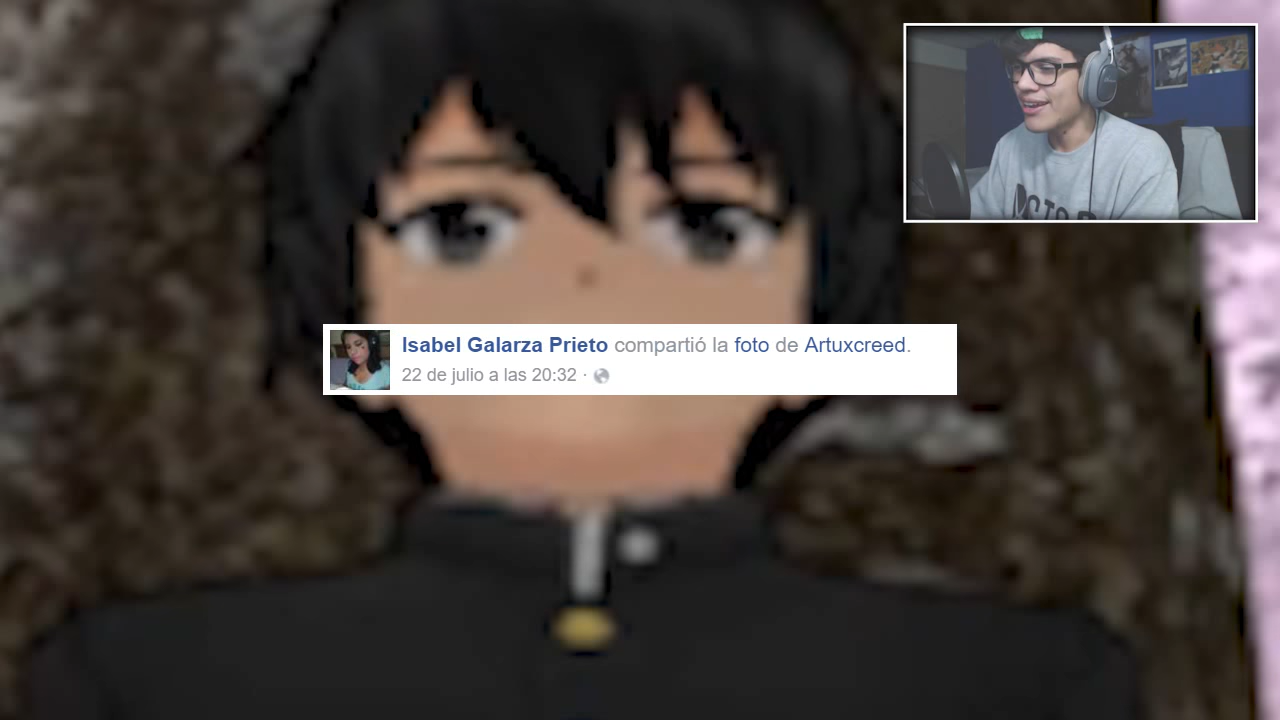 Isabel Galarza Prieto compartió la foto de Artuxcreed.
22 de julio a las 20:32 ·